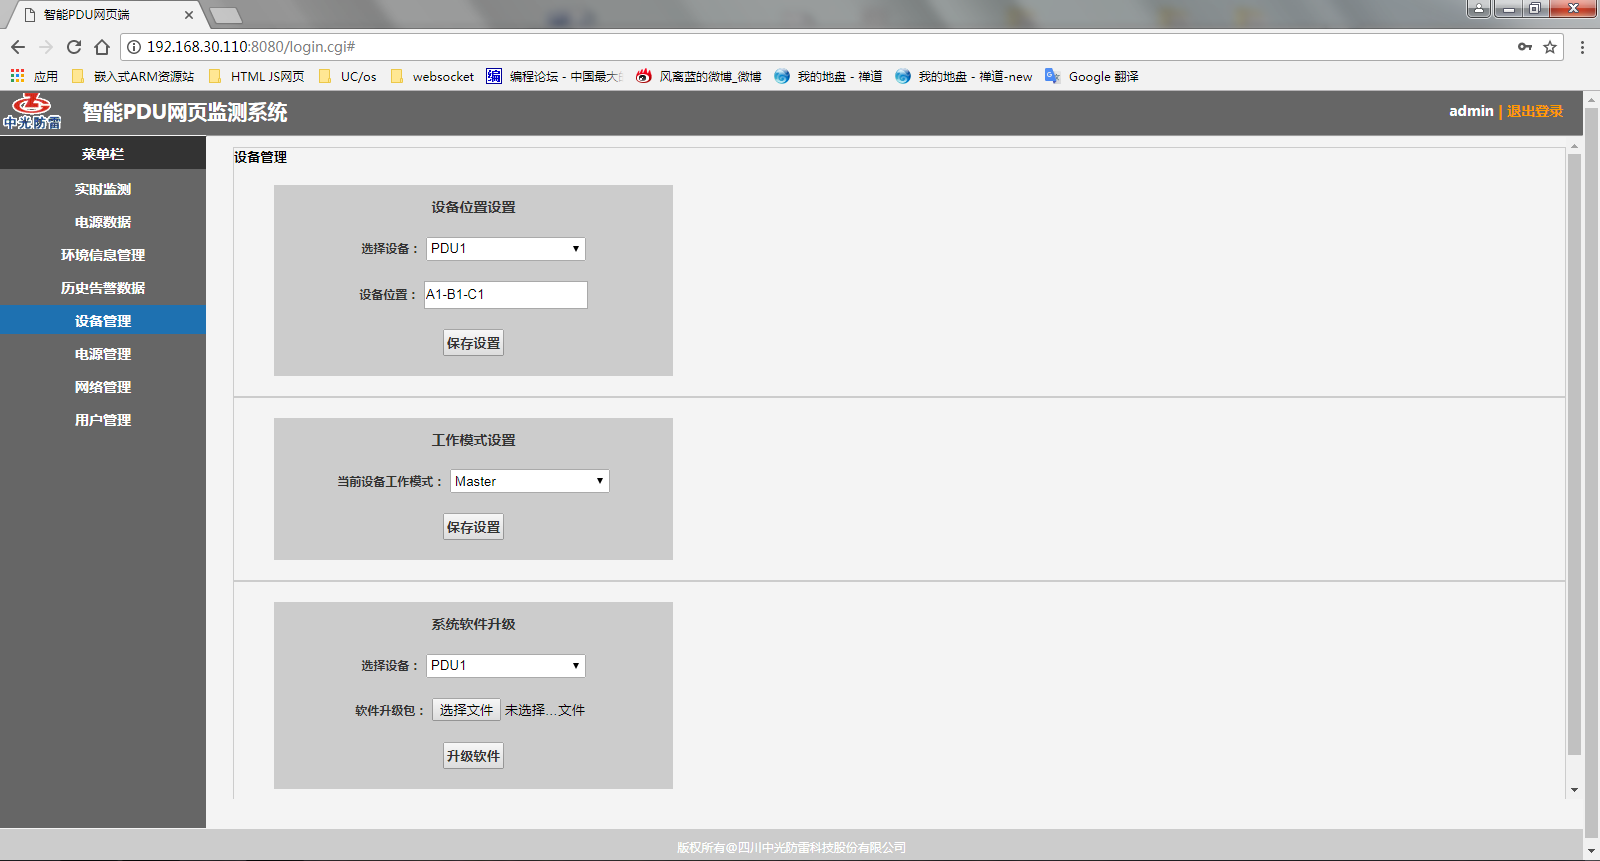 智能PDU网页端
192.168.30.110:8080/login.cgi#
应用 嵌入式ARM资源站 HTML JS网页 UC/os websocket 编 编程论坛 - 中国最大 风离蓝的微博_微博 我的地盘 - 禅道 我的地盘 - 禅道-new Google 翻译
中光防雷
智能PDU网页监测系统
admin | 退出登录
菜单栏
实时监测
电源数据
环境信息管理
历史告警数据
设备管理
电源管理
网络管理
用户管理
设备管理
设备位置设置
选择设备： PDU1
设备位置： A1-B1-C1
保存设置
工作模式设置
当前设备工作模式： Master
保存设置
系统软件升级
选择设备： PDU1
软件升级包： 选择文件 未选择...文件
升级软件
版权所有@四川中光防雷科技股份有限公司